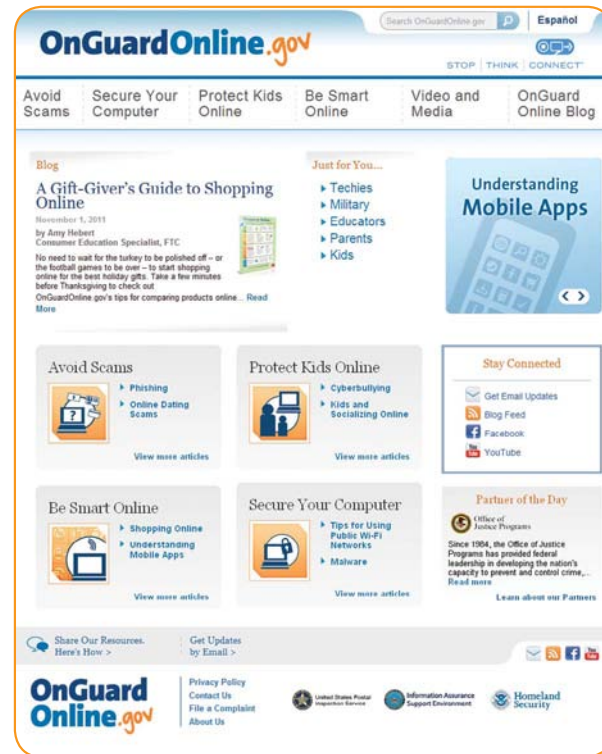 Search OnGuardOnline.gov
Español
OnGuardOnline.gov
STOP | THINK | CONNECT
Avoid Scams
Secure Your Computer
Protect Kids Online
Be Smart Online
Video and Media
OnGuard Online Blog
Blog
A Gift-Giver's Guide to Shopping
Online
November 1, 2011
by Amy Hebert
Consumer Education Specialist, FTC
No need to wait for the turkey to be polished off – or
the football games to be over – to start shopping
online for the best holiday gifts. Take a few minutes
before Thanksgiving to check out
OnGuardOnline.gov's tips for comparing products online... Read
More
Just for You...
Techies
Military
Educators
Parents
Kids
Understanding
Mobile Apps
Avoid Scams
Phishing
Online Dating
Scams
View more articles
Protect Kids Online
Cyberbullying
Kids and
Socializing Online
View more articles
Stay Connected
Get Email Updates
Blog Feed
Facebook
YouTube
Be Smart Online
Shopping Online
Understanding
Mobile Apps
View more articles
Secure Your Computer
Tips for Using
Public Wi-Fi
Networks
Malware
View more articles
Partner of the Day
Office of
Justice Programs
Since 1984, the Office of Justice
Programs has provided federal
leadership in developing the nation's
capacity to prevent and control crime,...
Read more
Learn about our Partners
Share Our Resources.
Here's How >
Get Updates
by Email >
OnGuard
Online.gov
Privacy Policy
Contact Us
File a Complaint
About Us
United States Postal
Inspection Service
Information Assurance
Support Environment
Homeland
Security